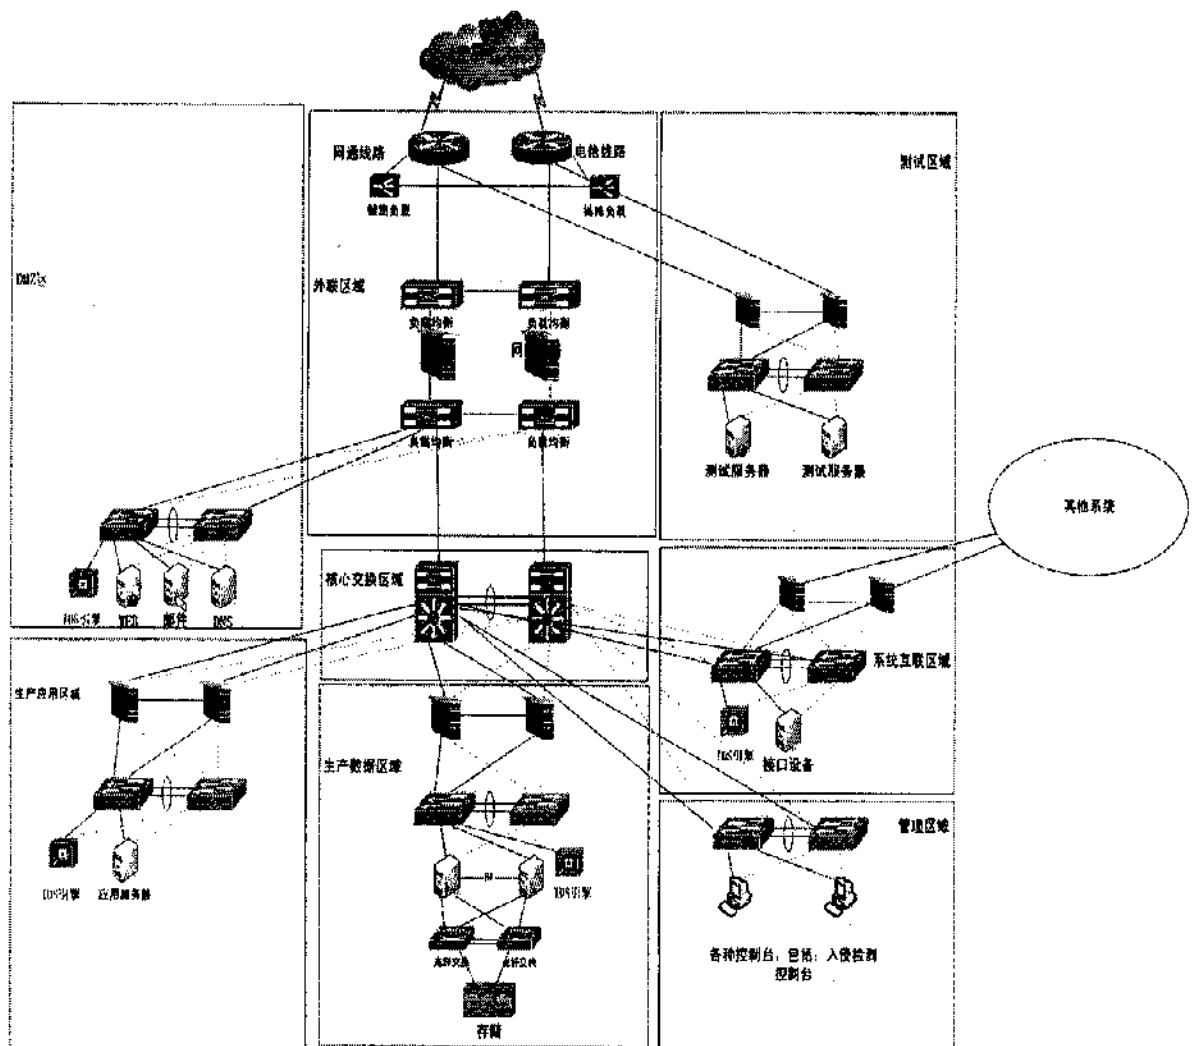 网通线路
电信线路
测试区域
链路负载
链路负载
DMZ区
外联区域
负载均衡
负载均衡
网
负载均衡
负载均衡
测试服务器
测试服务器
其他系统
核心交换区域
IDS引擎
WEB
邮件
DNS
系统互联区域
生产应用区域
IDS引擎
接口设备
生产数据区域
管理区域
IDS引擎
应用服务器
IDS引擎
光纤交换
光纤交换
各种控制台，包括：入侵检测
控制台
存储